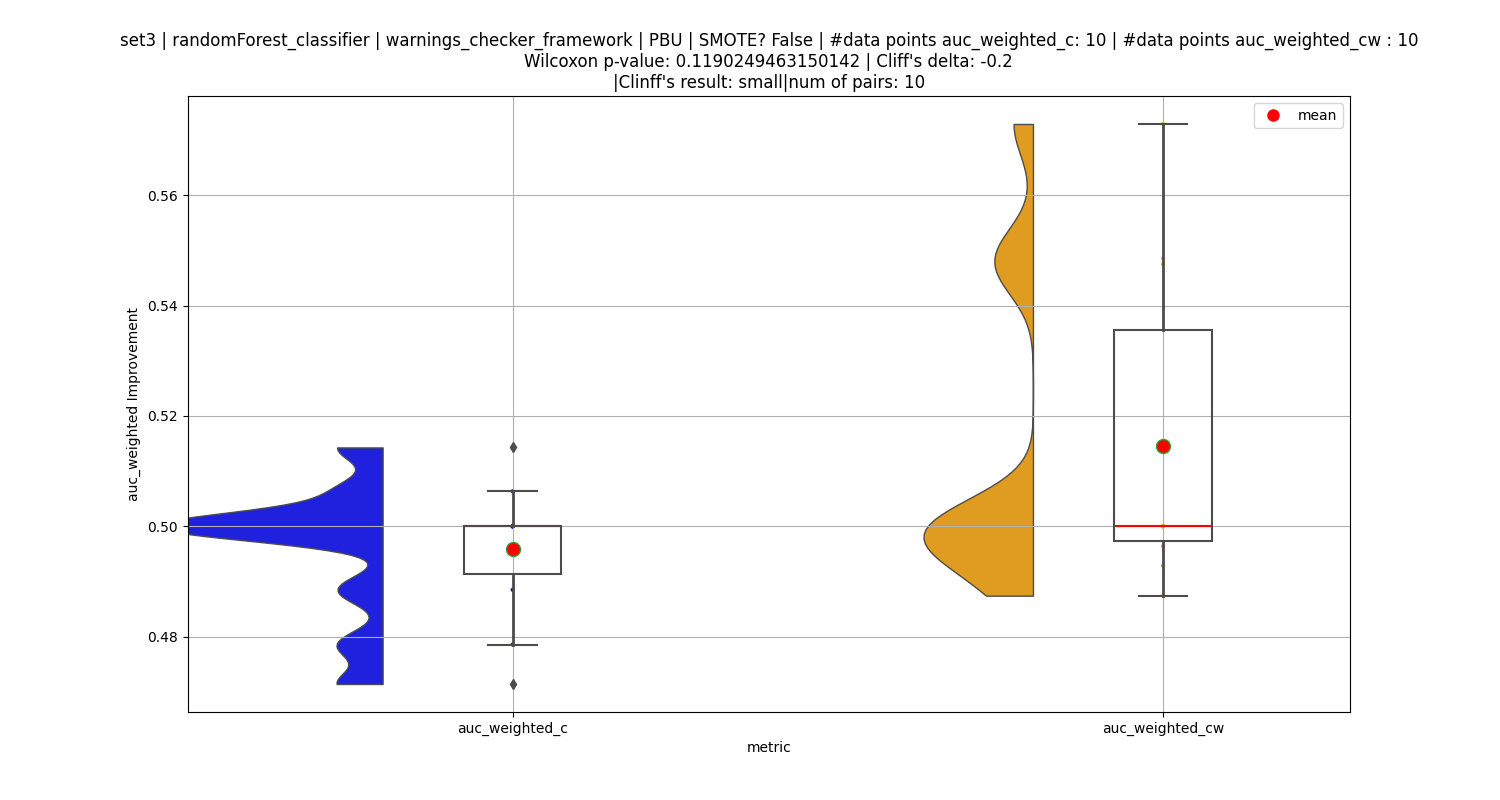 set3 | randomForest_classifier | warnings_checker_framework | PBU | SMOTE? False | #data points auc_weighted_c: 10 | #data points auc_weighted_cw : 10
Wilcoxon p-value: 0.1190249463150142 | Cliff's delta: -0.2
|Clinff's result: small|num of pairs: 10
mean
0.56
0.54
0.52
0.50
0.48
auc_weighted Improvement
auc_weighted_c
auc_weighted_cw
metric